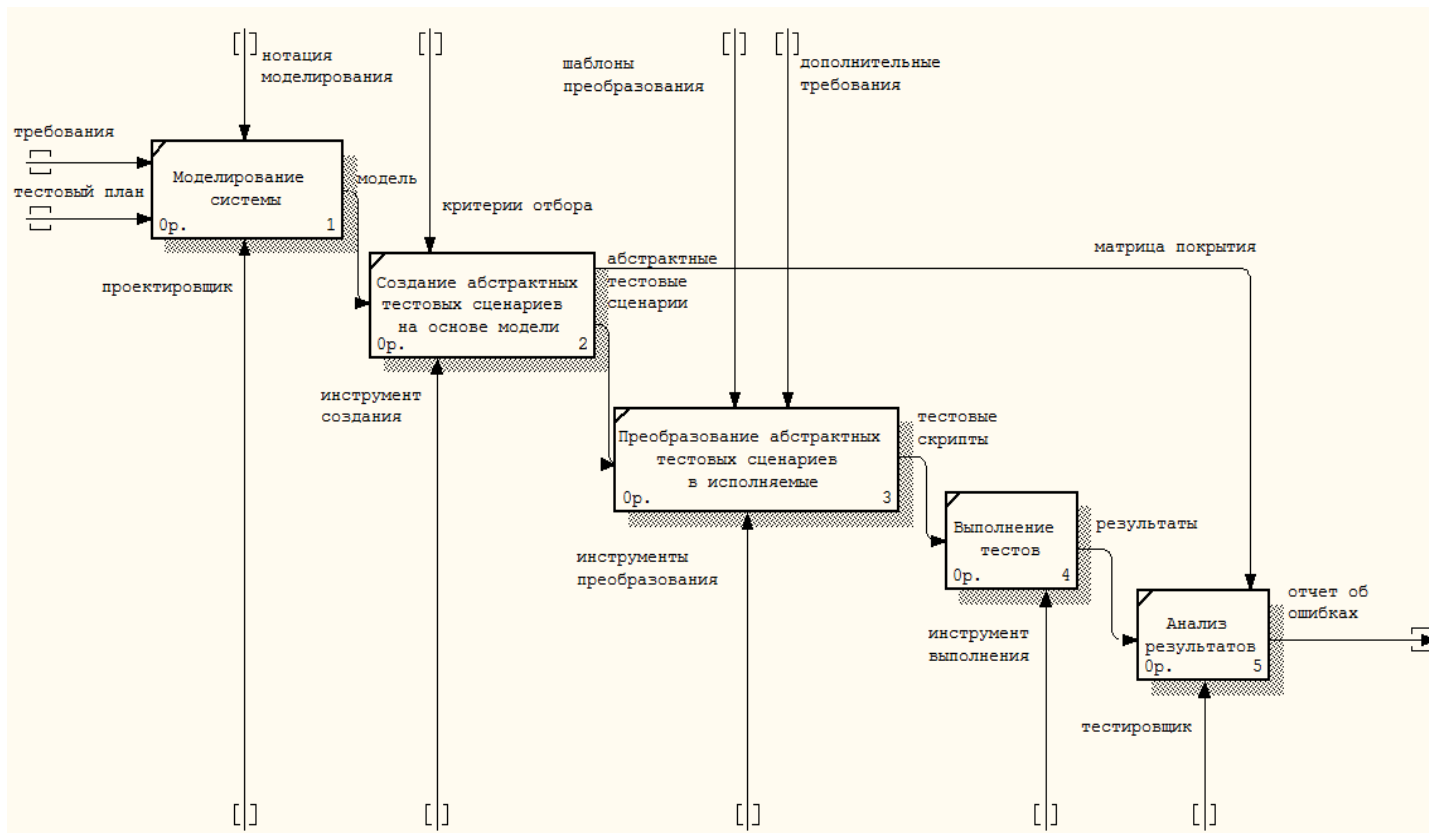 нотация
моделирования
шаблоны
преобразования
дополнительные
требования
требования
тестовый план
Моделирование
системы
0р. 1
модель
проектировщик
критерии отбора
Создание абстрактных
тестовых сценариев
на основе модели
0р. 2
абстрактные
тестовые
сценарии
матрица покрытия
инструмент
создания
Преобразование абстрактных
тестовых сценариев
в исполняемые
0р. 3
тестовые
скрипты
инструменты
преобразования
Выполнение
тестов
0р. 4
результаты
инструмент
выполнения
Анализ
результатов
0р. 5
отчет об
ошибках
тестировщик